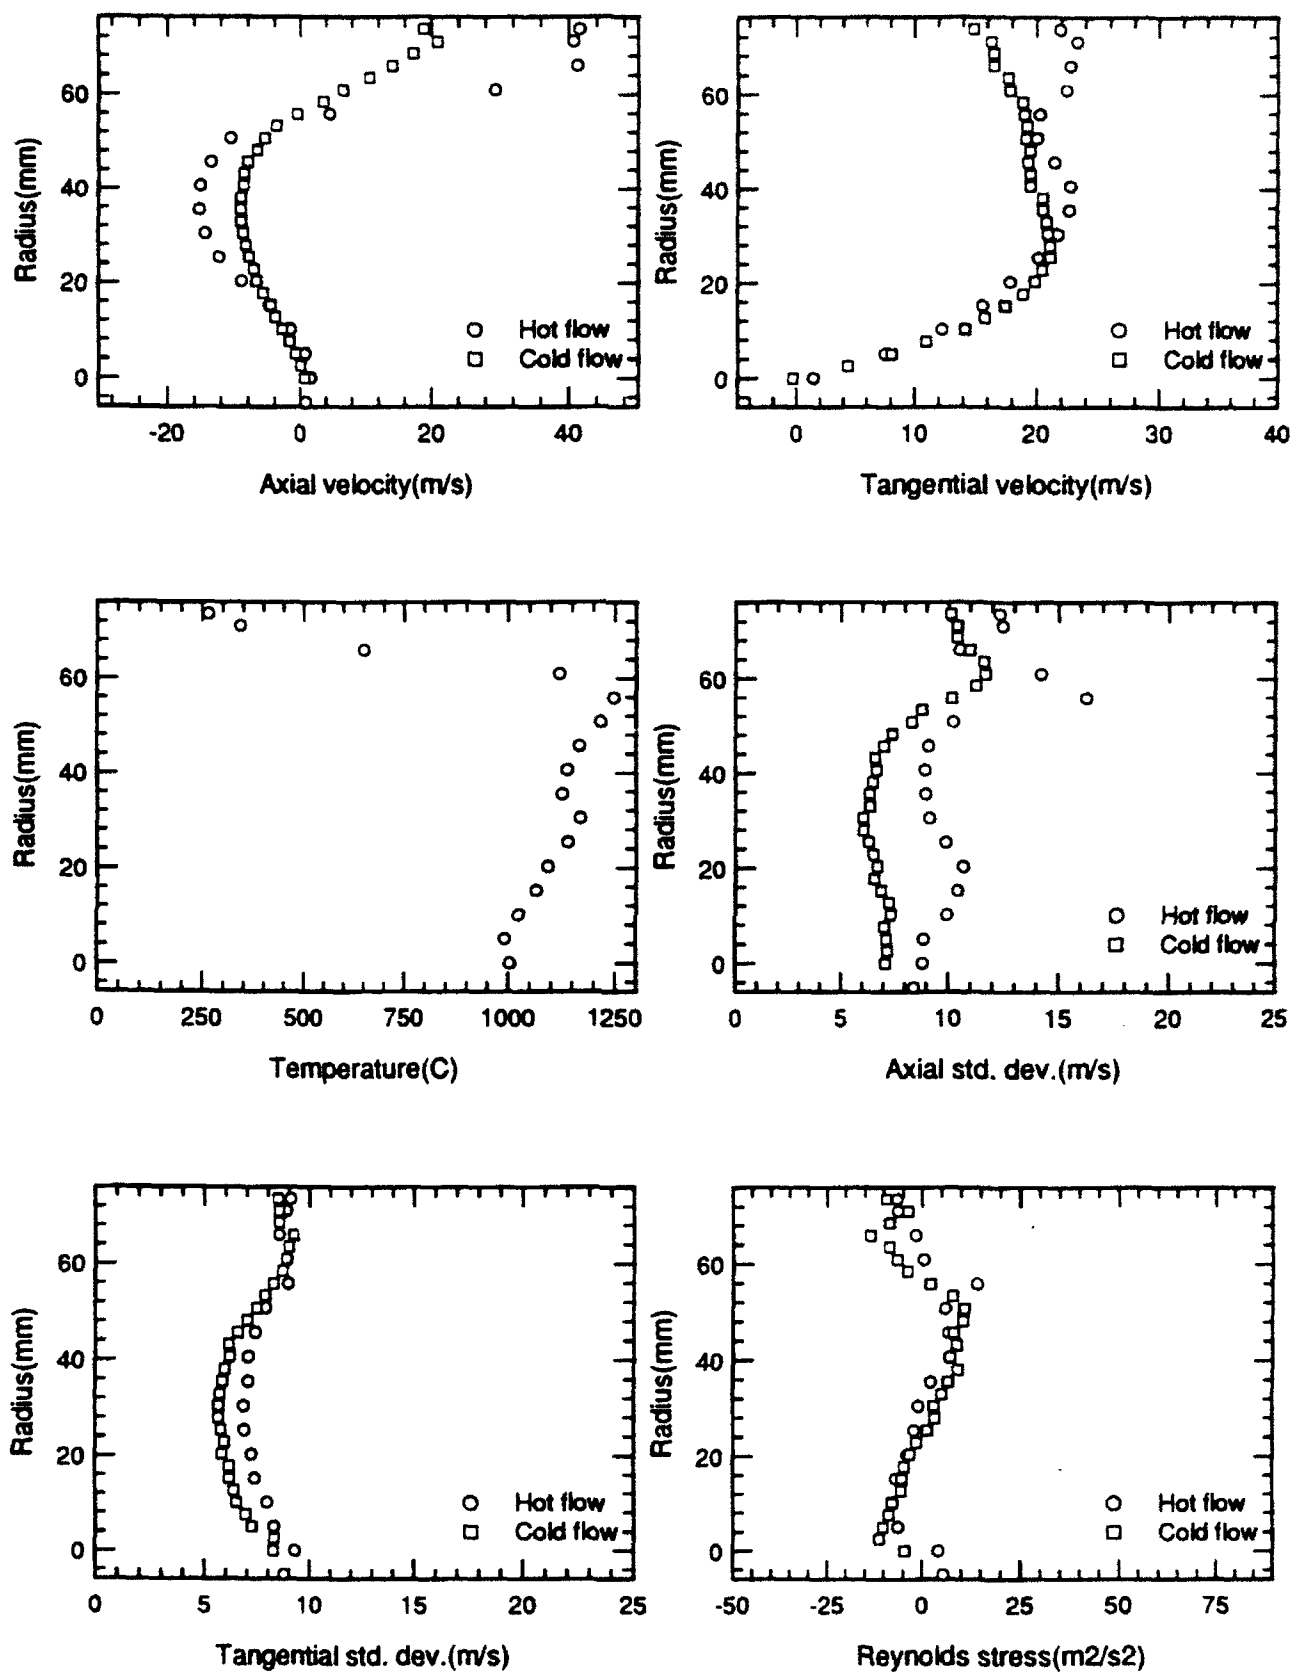 Radius(mm)
60
40
20
0
Hot flow
Cold flow
-20 0 20 40
Axial velocity(m/s)
Radius(mm)
60
40
20
0
Hot flow
Cold flow
0 10 20 30 40
Tangential velocity(m/s)
Radius(mm)
60
40
20
0
0 250 500 750 1000 1250
Temperature(C)
Radius(mm)
60
40
20
0
Hot flow
Cold flow
0 5 10 15 20 25
Axial std. dev.(m/s)
Radius(mm)
60
40
20
0
Hot flow
Cold flow
0 5 10 15 20 25
Tangential std. dev.(m/s)
Radius(mm)
60
40
20
0
Hot flow
Cold flow
-50 -25 0 25 50 75
Reynolds stress(m2/s2)